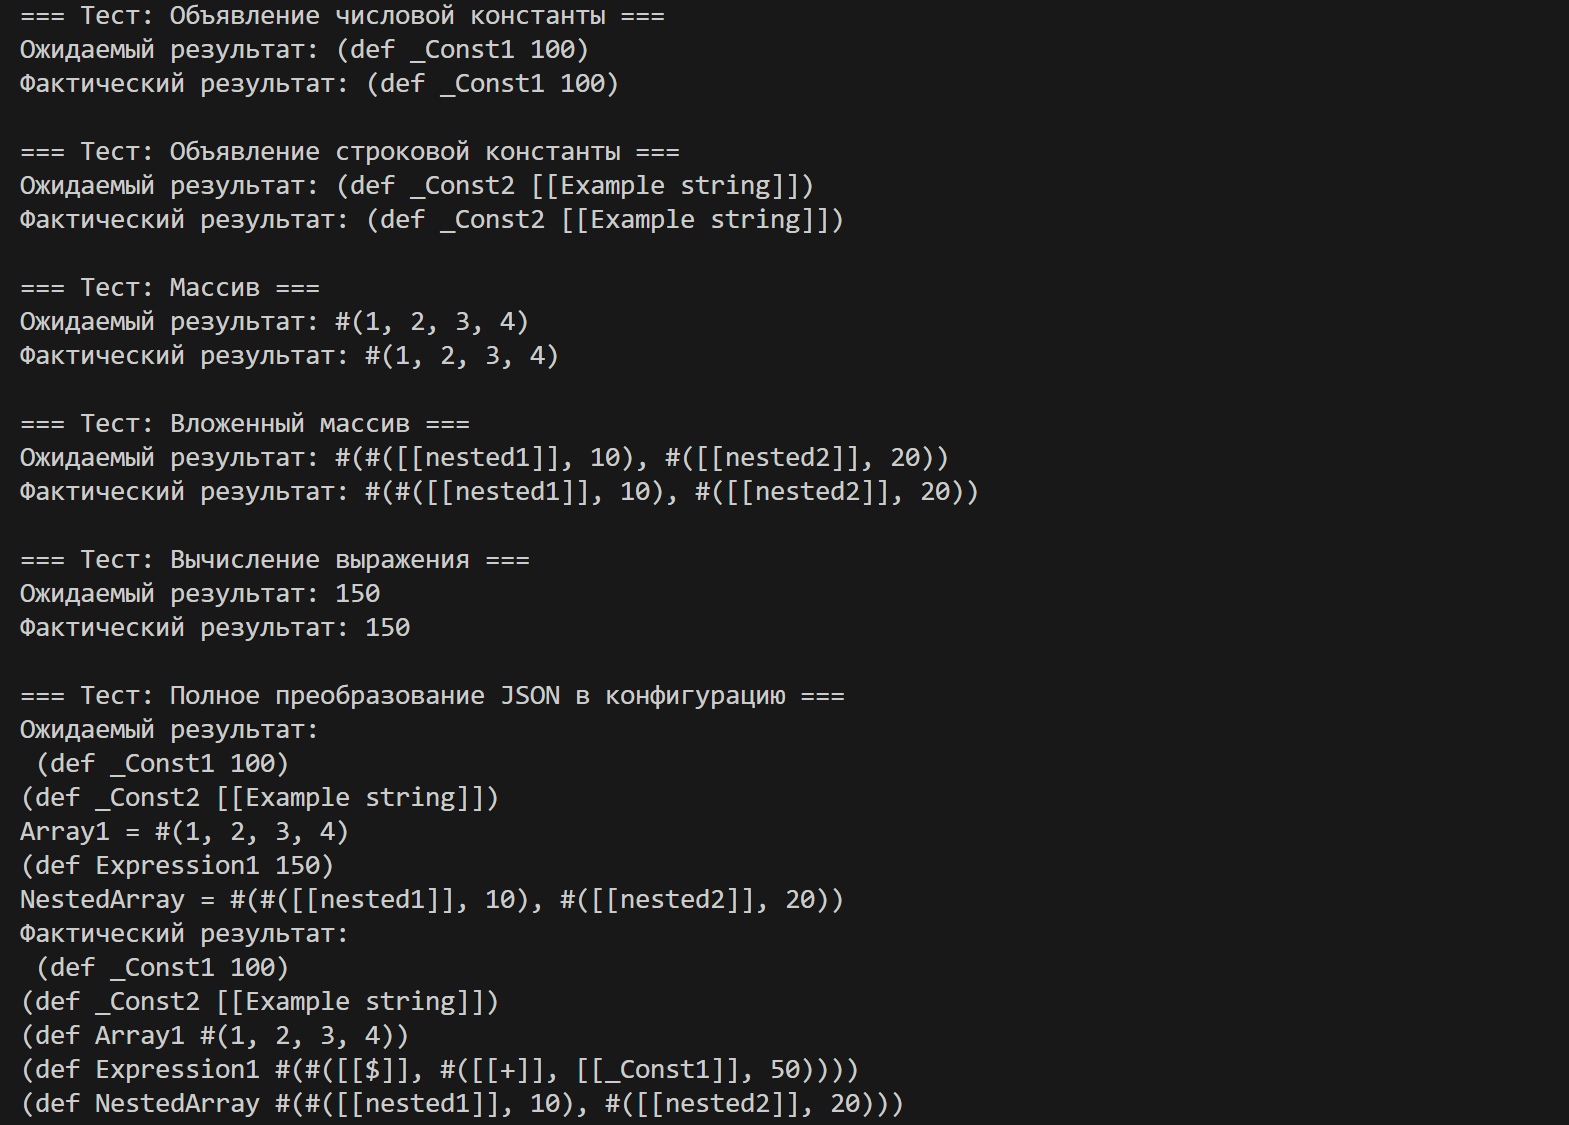 === Тест: Объявление числовой константы ===
Ожидаемый результат: (def _Const1 100)
Фактический результат: (def _Const1 100)
=== Тест: Объявление строковой константы ===
Ожидаемый результат: (def _Const2 [[Example string]])
Фактический результат: (def _Const2 [[Example string]])
=== Тест: Массив ===
Ожидаемый результат: #(1, 2, 3, 4)
Фактический результат: #(1, 2, 3, 4)
=== Тест: Вложенный массив ===
Ожидаемый результат: #(#([[nested1]], 10), #([[nested2]], 20))
Фактический результат: #(#([[nested1]], 10), #([[nested2]], 20))
=== Тест: Вычисление выражения ===
Ожидаемый результат: 150
Фактический результат: 150
=== Тест: Полное преобразование JSON в конфигурацию ===
Ожидаемый результат:
 (def _Const1 100)
(def _Const2 [[Example string]])
Array1 = #(1, 2, 3, 4)
(def Expression1 150)
NestedArray = #(#([[nested1]], 10), #([[nested2]], 20))
Фактический результат:
 (def _Const1 100)
(def _Const2 [[Example string]])
(def Array1 #(1, 2, 3, 4))
(def Expression1 #(#([[$]], #([[+]], [[_Const1]], 50))))
(def NestedArray #(#([[nested1]], 10), #([[nested2]], 20)))